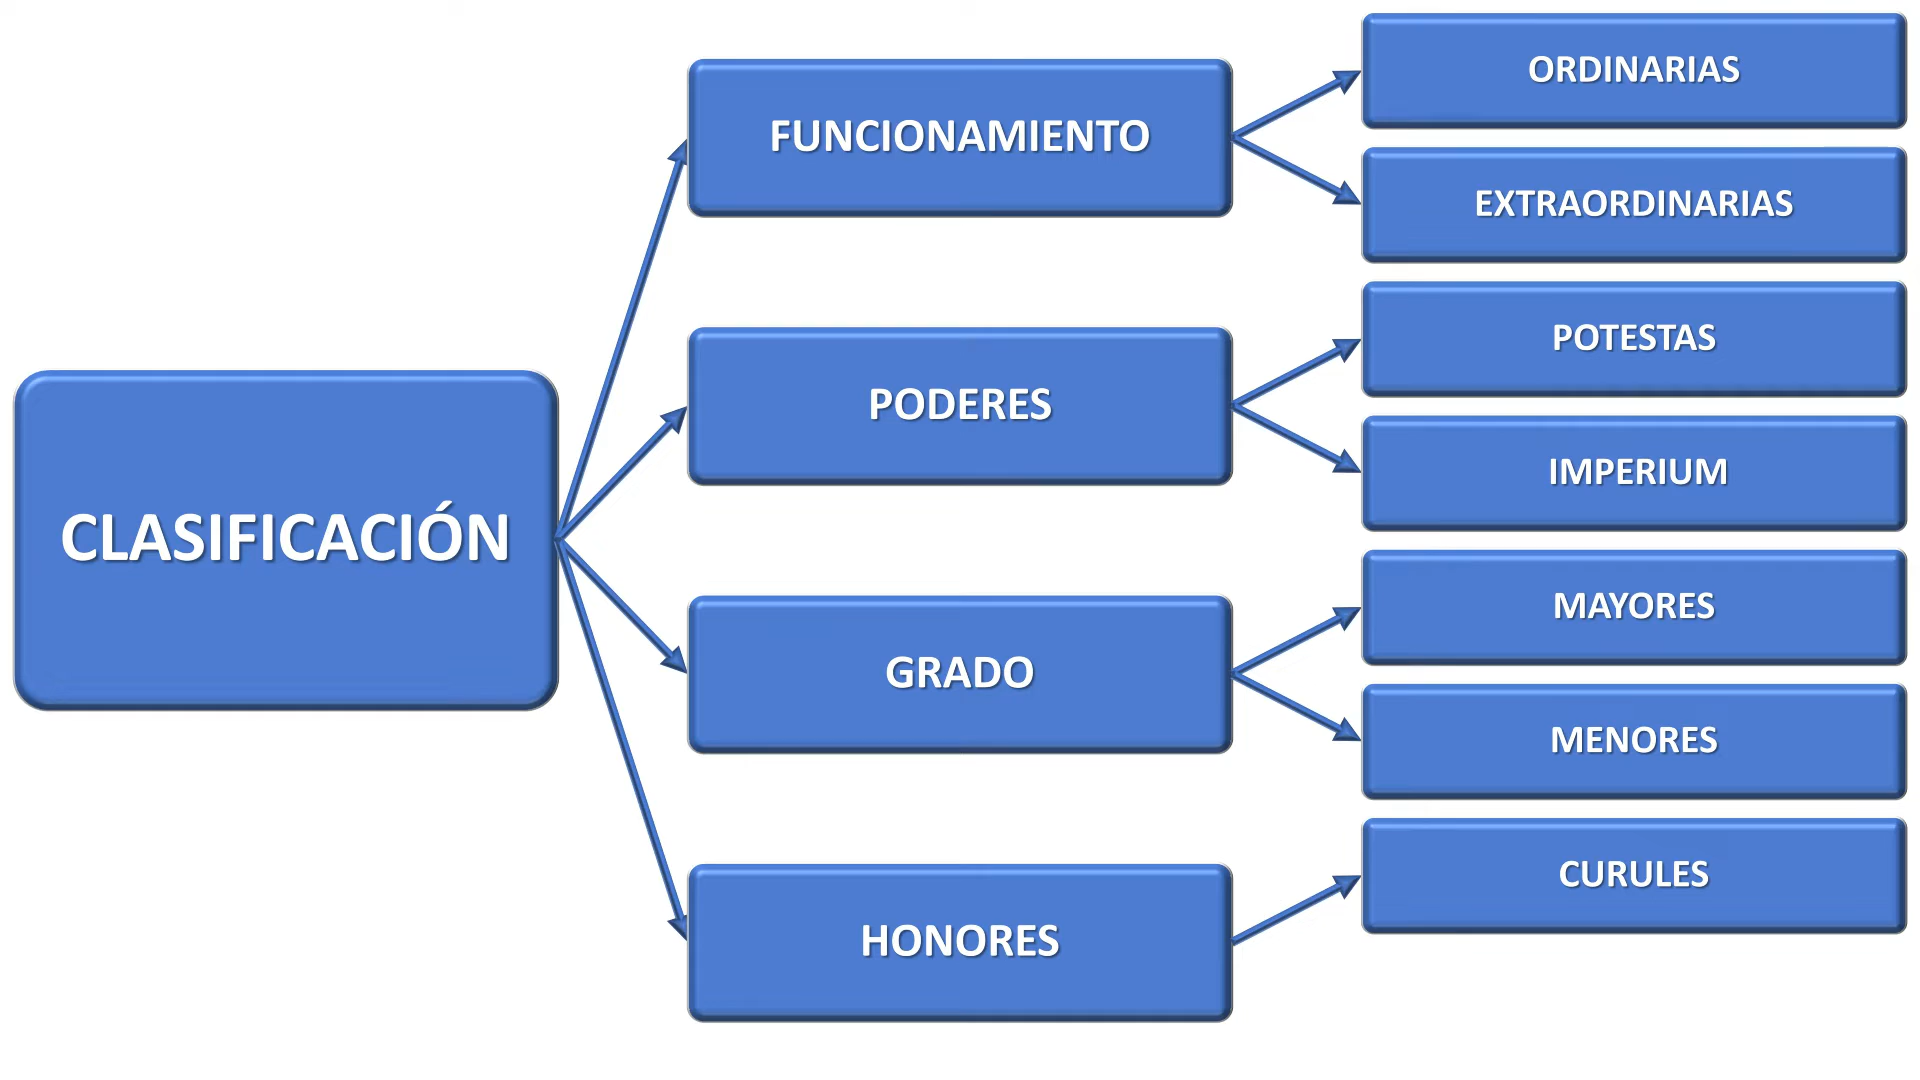 CLASIFICACIÓN
FUNCIONAMIENTO
ORDINARIAS
EXTRAORDINARIAS
PODERES
POTESTAS
IMPERIUM
GRADO
MAYORES
MENORES
HONORES
CURULES